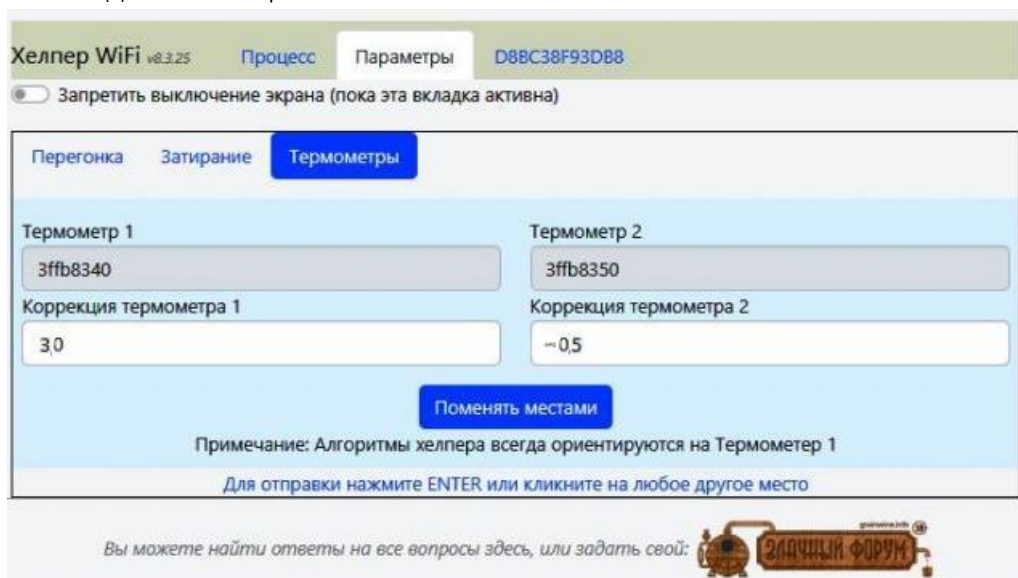 Хелпер WiFi v8.3.25 Процесс Параметры D8BC38F93DB8
Запретить выключение экрана (пока эта вкладка активна)
Перегонка Затирание Термометры
Термометр 1 Термометр 2
3ffb8340 3ffb8350
Коррекция термометра 1 Коррекция термометра 2
3,0 -0,5
Поменять местами
Примечание: Алгоритмы хелпера всегда ориентируются на Термометер 1
Для отправки нажмите ENTER или кликните на любое другое место
grainwine.info
Вы можете найти ответы на все вопросы здесь, или задать свой: ЗЛАЧНЫЙ ФОРУМ